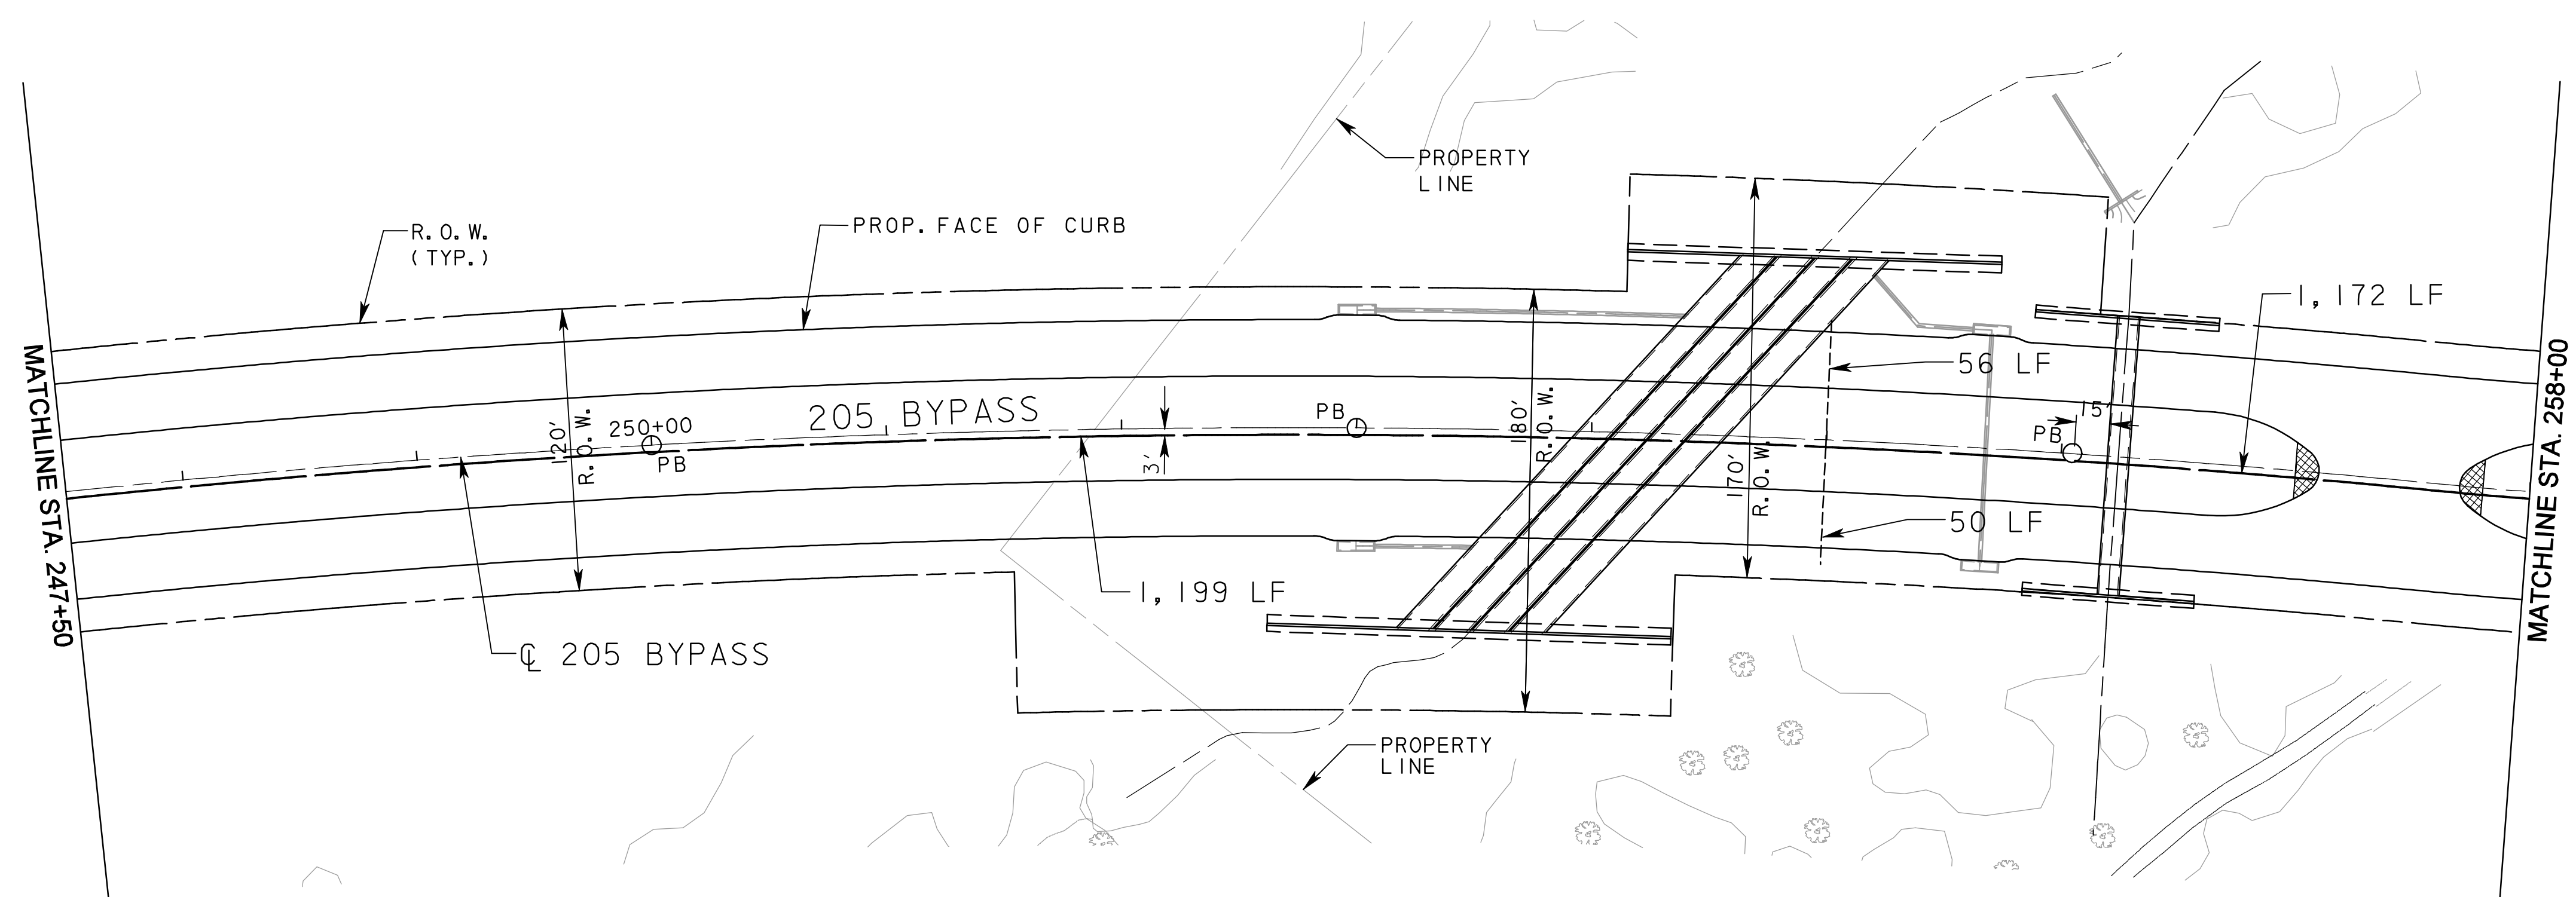 PROPERTY
LINE
R.O.W.
(TYP.)
PROP. FACE OF CURB
1,172 LF
MATCHLINE STA. 247+50
MATCHLINE STA. 258+00
56 LF
205 BYPASS
250+00
PB
PB
PB
15'
120'
R.O.W.
180'
R.O.W.
170'
R.O.W.
3'
50 LF
1,199 LF
℄ 205 BYPASS
PROPERTY
LINE